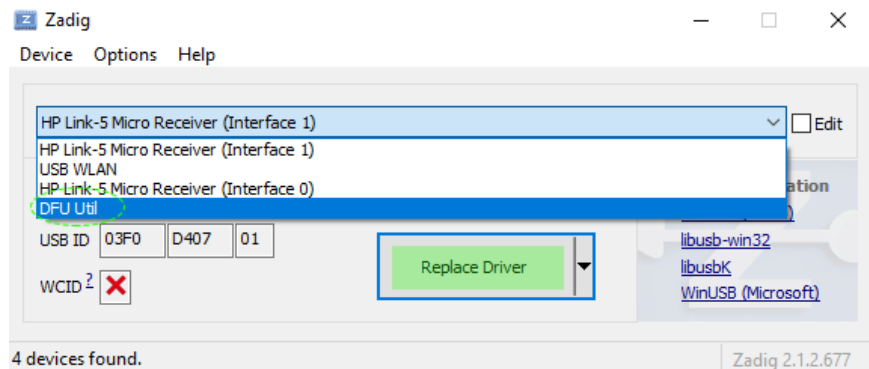 Zadig
Device Options Help
HP Link-5 Micro Receiver (Interface 1)
Edit
HP Link-5 Micro Receiver (Interface 1)
USB WLAN
HP Link-5 Micro Receiver (Interface 0)
DFU Util
USB ID 03F0 D407 01
WCID ?
Replace Driver
libusb-win32
libusbK
WinUSB (Microsoft)
4 devices found.
Zadig 2.1.2.677